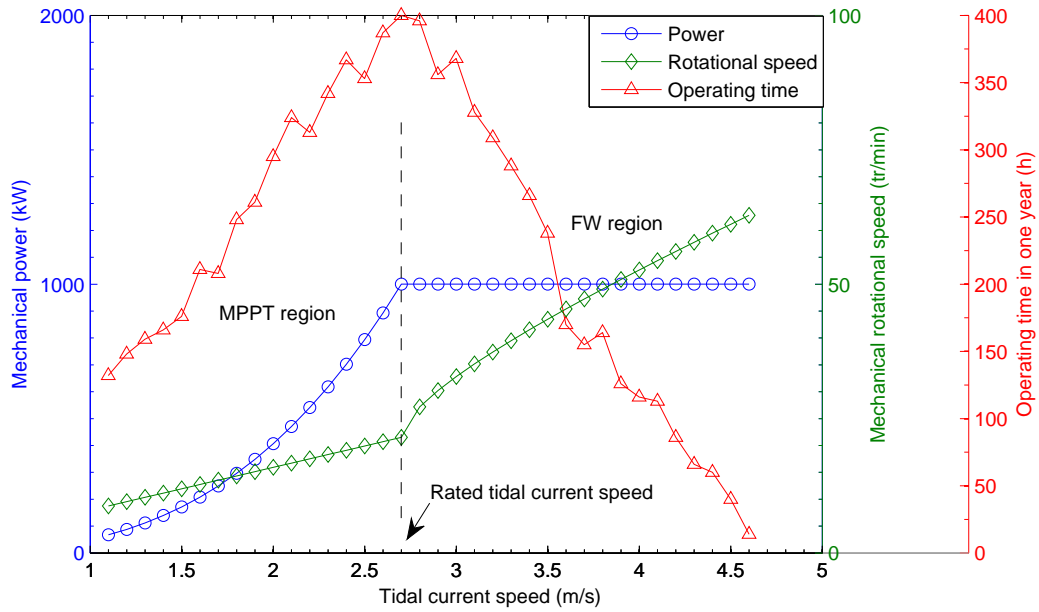 2000
1500
1000
500
0
Mechanical power (kW)
100
50
0
Mechanical rotational speed (tr/min)
400
350
300
250
200
150
100
50
0
Operating time in one year (h)
Power
Rotational speed
Operating time
FW region
MPPT region
Rated tidal current speed
1 1.5 2 2.5 3 3.5 4 4.5 5
Tidal current speed (m/s)